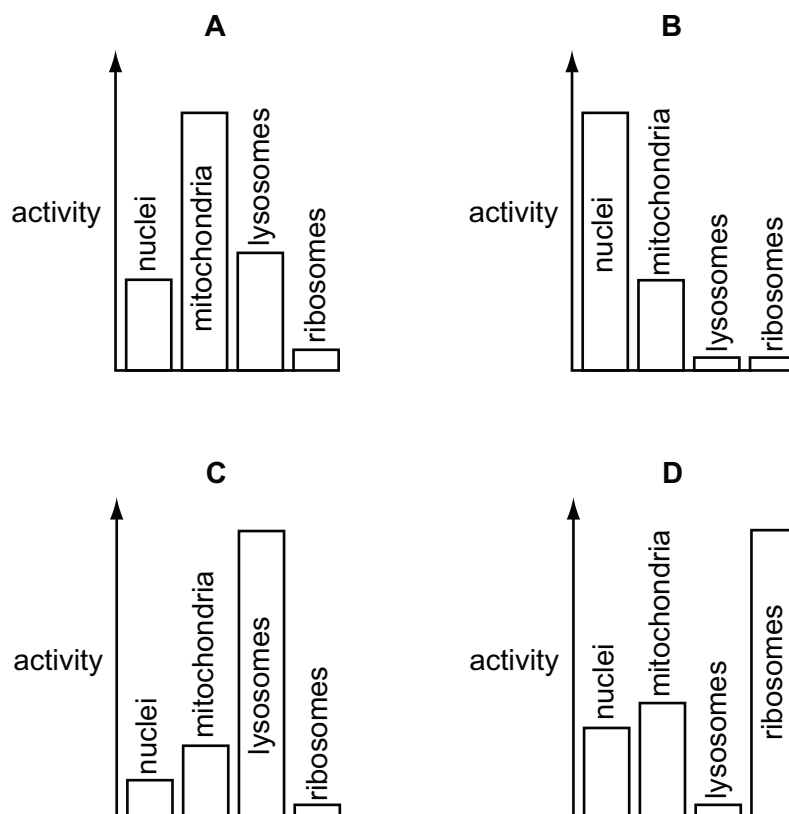 A
activity
nuclei
mitochondria
lysosomes
ribosomes
B
activity
nuclei
mitochondria
lysosomes
ribosomes
C
activity
nuclei
mitochondria
lysosomes
ribosomes
D
activity
nuclei
mitochondria
lysosomes
ribosomes